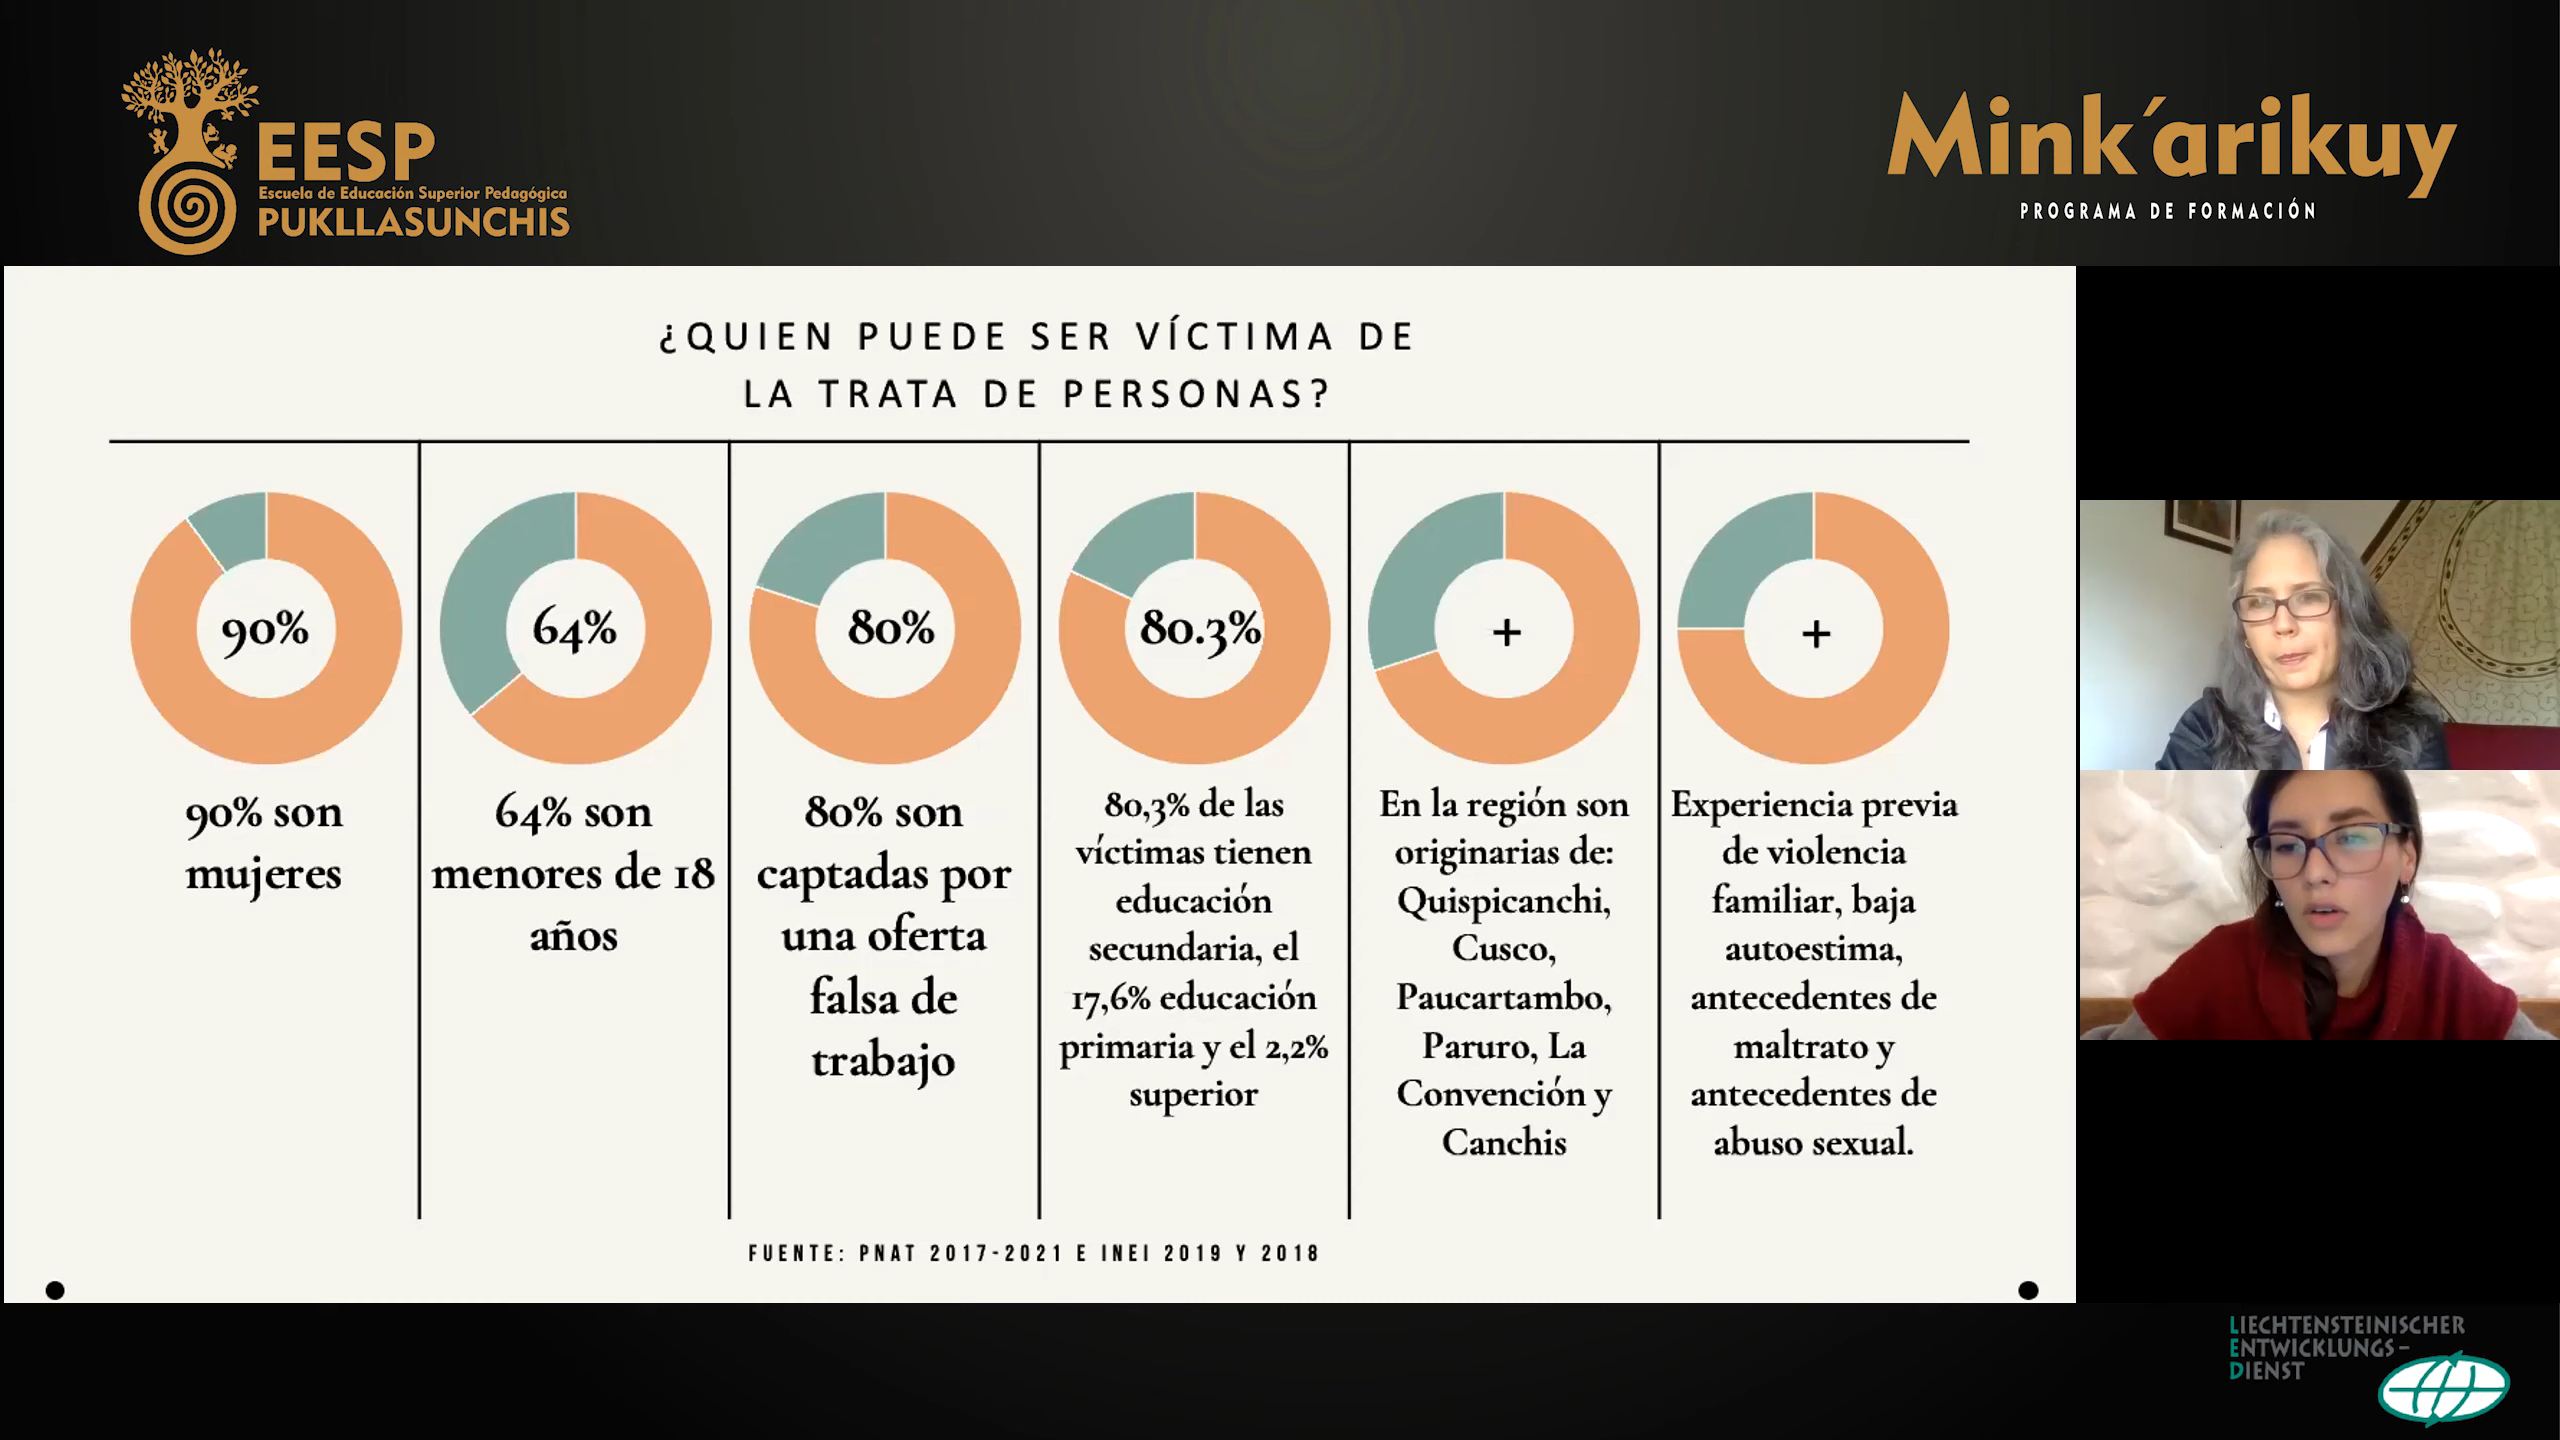 EESP
Escuela de Educación Superior Pedagógica
PUKLLASUNCHIS
Mink´arikuy
PROGRAMA DE FORMACIÓN
¿QUIEN PUEDE SER VÍCTIMA DE
LA TRATA DE PERSONAS?
90%
90% son
mujeres
64%
64% son
menores de 18
años
80%
80% son
captadas por
una oferta
falsa de
trabajo
80.3%
80,3% de las
víctimas tienen
educación
secundaria, el
17,6% educación
primaria y el 2,2%
superior
+
En la región son
originarias de:
Quispicanchi,
Cusco,
Paucartambo,
Paruro, La
Convención y
Canchis
+
Experiencia previa
de violencia
familiar, baja
autoestima,
antecedentes de
maltrato y
antecedentes de
abuso sexual.
FUENTE: PNAT 2017-2021 E INEI 2019 Y 2018
LIECHTENSTEINISCHER
ENTWICKLUNGS-
DIENST